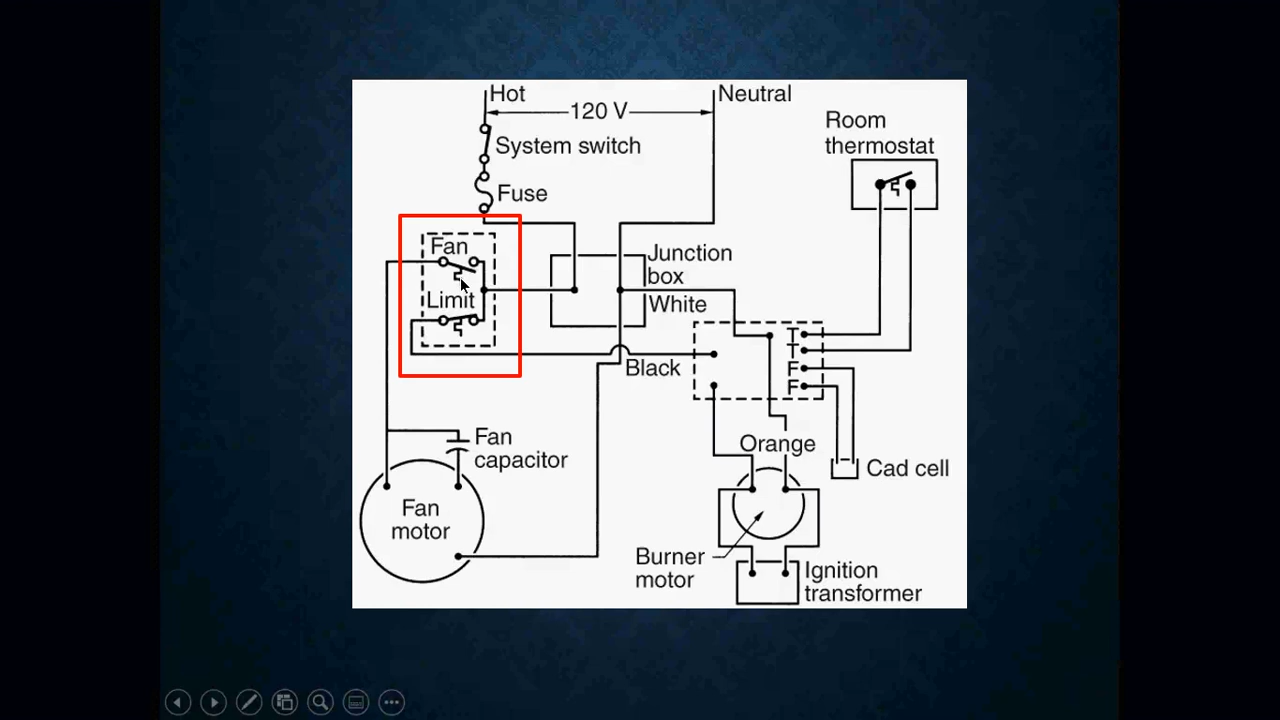 Hot
120 V
Neutral
System switch
Room
thermostat
Fuse
Fan
Limit
Junction
box
White
Black
T
T
F
F
Orange
Cad cell
Fan
capacitor
Fan
motor
Burner
motor
Ignition
transformer